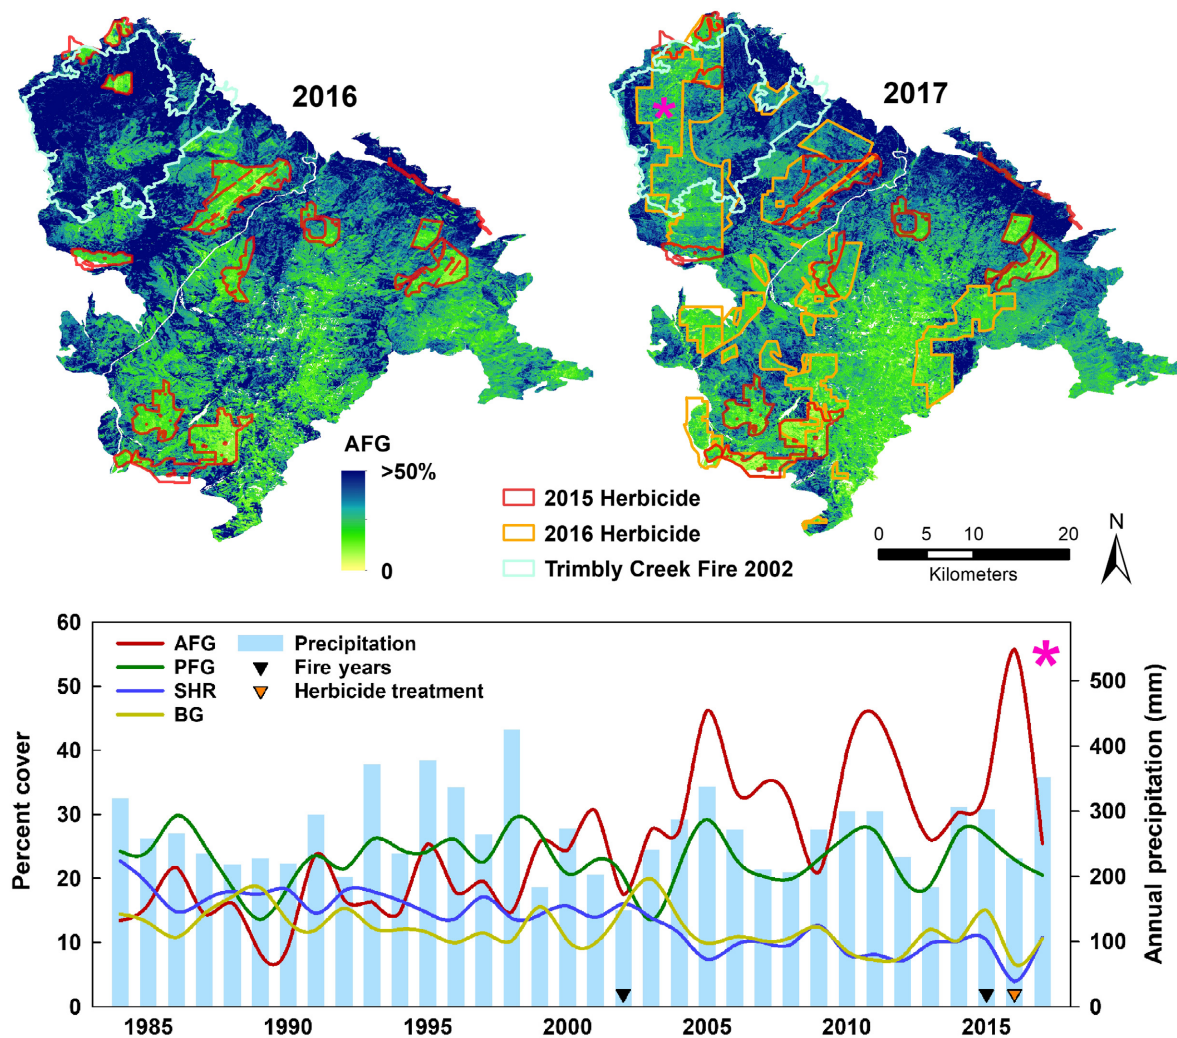 2016
2017
*
AFG
>50%
0
2015 Herbicide
2016 Herbicide
Trimbly Creek Fire 2002
0 5 10 20
Kilometers
N
60
50
40
30
20
10
0
Percent cover
AFG
PFG
SHR
BG
Precipitation
Fire years
Herbicide treatment
*
500
400
300
200
100
0
Annual precipitation (mm)
1985 1990 1995 2000 2005 2010 2015